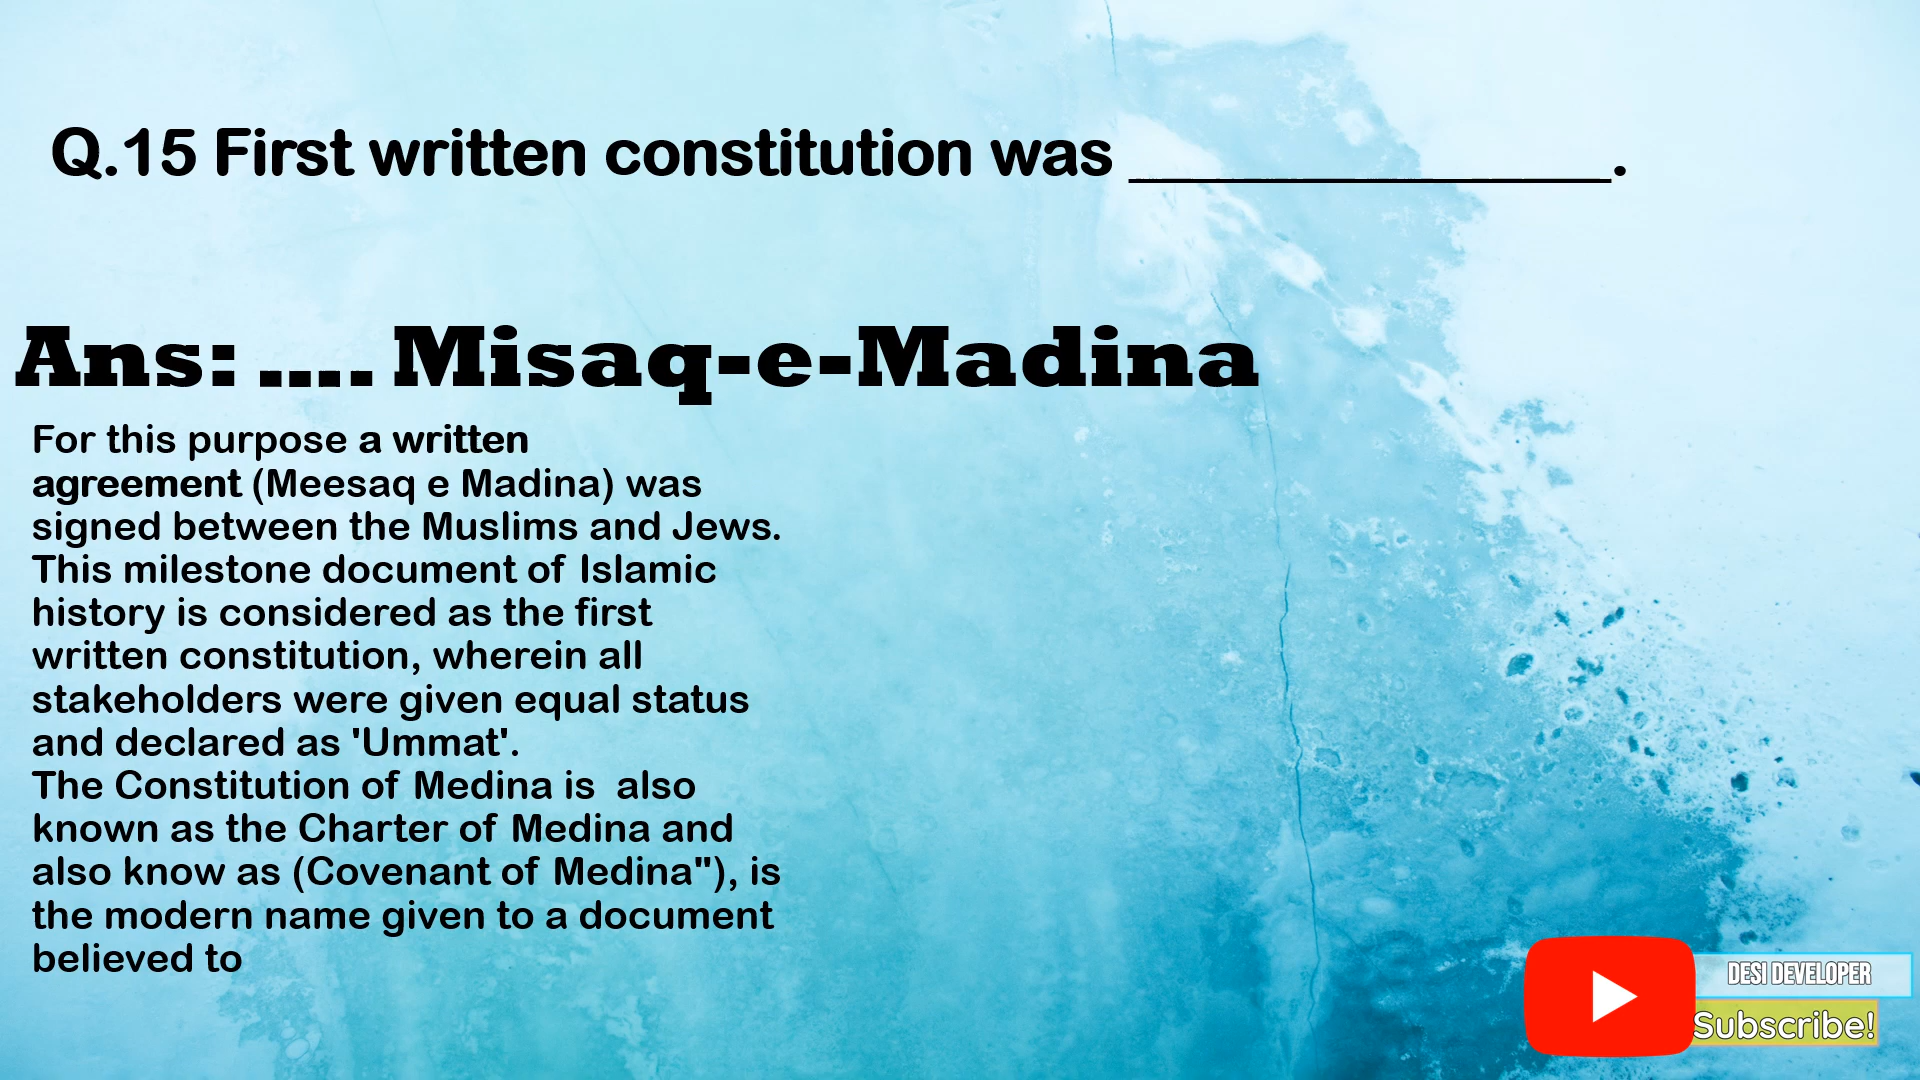 Q.15 First written constitution was _______________.
Ans: .... Misaq-e-Madina
For this purpose a written
agreement (Meesaq e Madina) was
signed between the Muslims and Jews.
This milestone document of Islamic
history is considered as the first
written constitution, wherein all
stakeholders were given equal status
and declared as 'Ummat'.
The Constitution of Medina is  also
known as the Charter of Medina and
also know as (Covenant of Medina"), is
the modern name given to a document
believed to
DESI DEVELOPER
Subscribe!